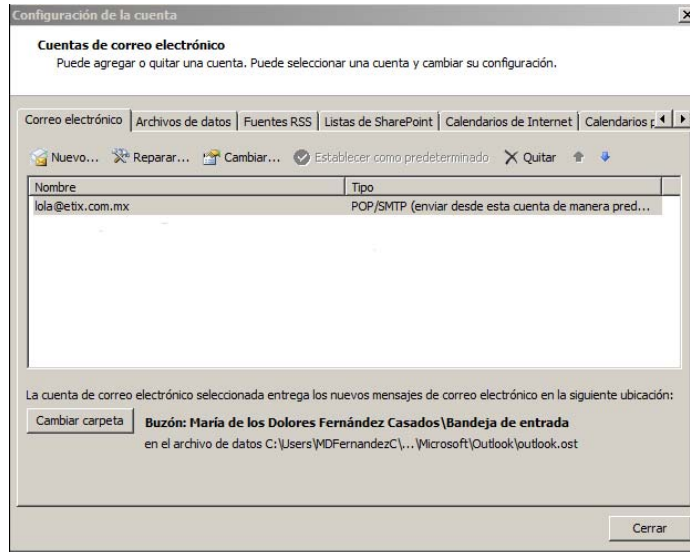 Configuración de la cuenta
Cuentas de correo electrónico
Puede agregar o quitar una cuenta. Puede seleccionar una cuenta y cambiar su configuración.
Correo electrónico Archivos de datos Fuentes RSS Listas de SharePoint Calendarios de Internet Calendarios p
Nuevo... Reparar... Cambiar... Establecer como predeterminado Quitar
Nombre Tipo
lola@etix.com.mx POP/SMTP (enviar desde esta cuenta de manera pred...
La cuenta de correo electrónico seleccionada entrega los nuevos mensajes de correo electrónico en la siguiente ubicación:
Cambiar carpeta Buzón: María de los Dolores Fernández Casados\Bandeja de entrada
en el archivo de datos C:\Users\MDFernandezC\...\Microsoft\Outlook\outlook.ost
Cerrar